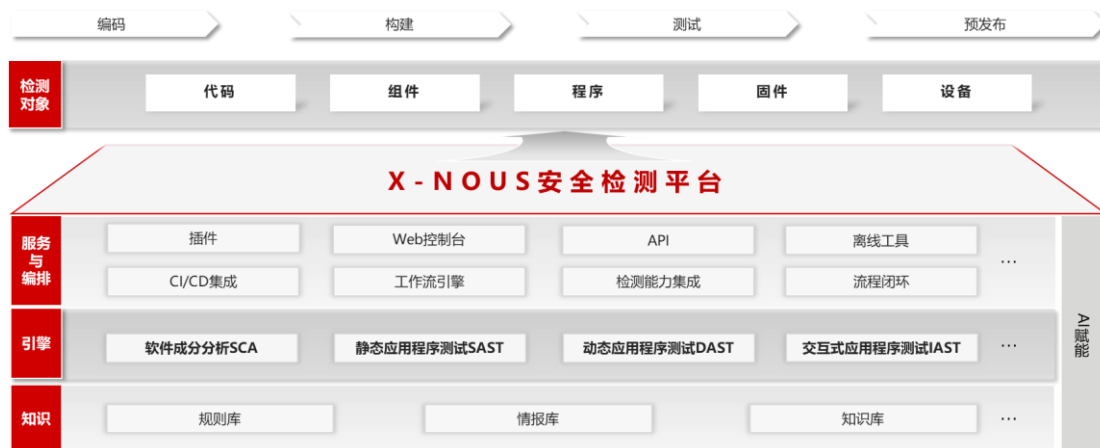 编码
构建
测试
预发布
检测
对象
代码
组件
程序
固件
设备
X-NOUS安全检测平台
服务
与
编排
插件
Web控制台
API
离线工具
...
CI/CD集成
工作流引擎
检测能力集成
流程闭环
引擎
软件成分分析SCA
静态应用程序测试SAST
动态应用程序测试DAST
交互式应用程序测试IAST
...
知识
规则库
情报库
知识库
...
AI赋能